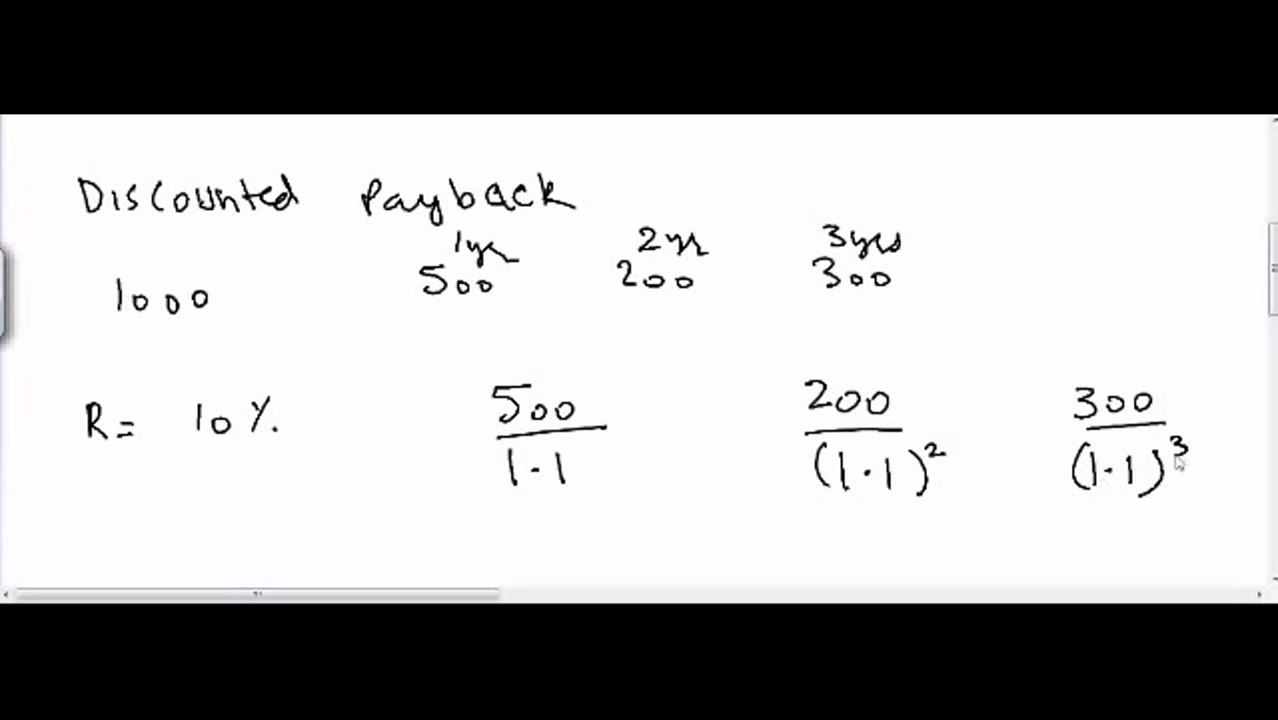 Discounted Payback
1yr 2yr 3yrs
1000 500 200 300
R= 10%. 500/1.1 200/(1.1)² 300/(1.1)³